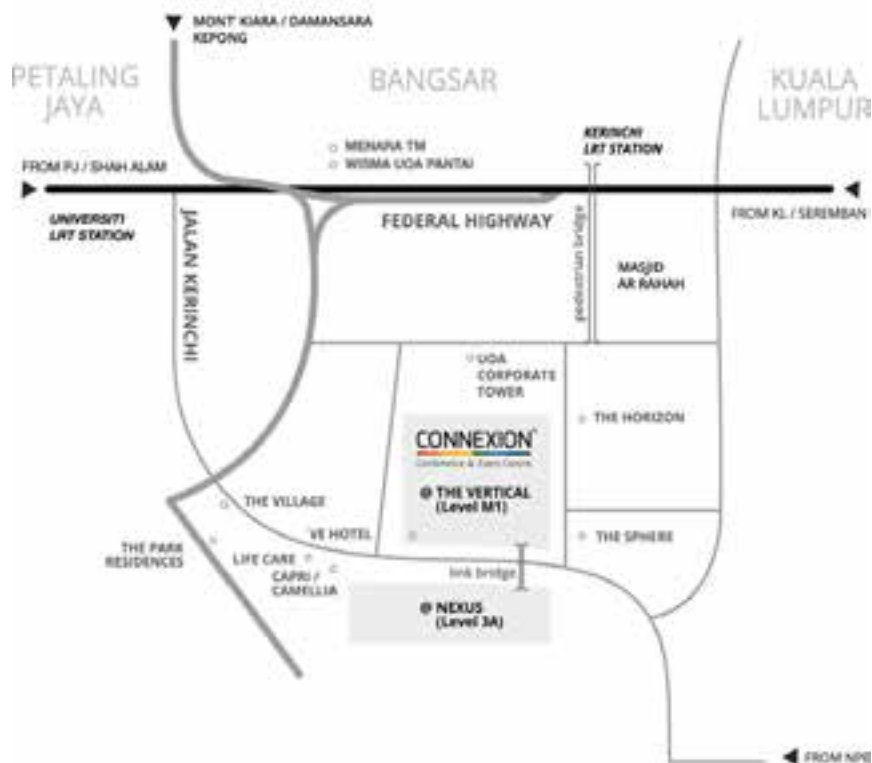 MONT' KIARA / DAMANSARA
KEPONG
PETALING
JAYA
BANGSAR
KUALA
LUMPUR
MENARA TM
WISMA UOA PANTAI
KERINCHI
LRT STATION
FROM PJ / SHAH ALAM
UNIVERSITI
LRT STATION
FROM KL / SEREMBAN
JALAN KERINCHI
FEDERAL HIGHWAY
pedestrian bridge
MASJID
AR RAHAH
UOA
CORPORATE
TOWER
THE HORIZON
CONNEXION
Conference & Event Centre
@ THE VERTICAL
(Level M1)
THE VILLAGE
VE HOTEL
THE SPHERE
THE PARK
RESIDENCES
LIFE CARE
CAPRI /
CAMELLIA
link bridge
@ NEXUS
(Level 3A)
FROM NPE